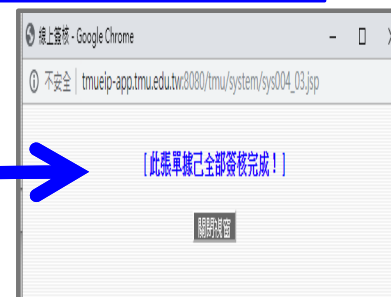 線上簽核 - Google Chrome
不安全 | tmueip-app.tmu.edu.tw:8080/tmu/system/sys004_03.jsp
[ 此張單據已全部簽核完成！]
關閉視窗